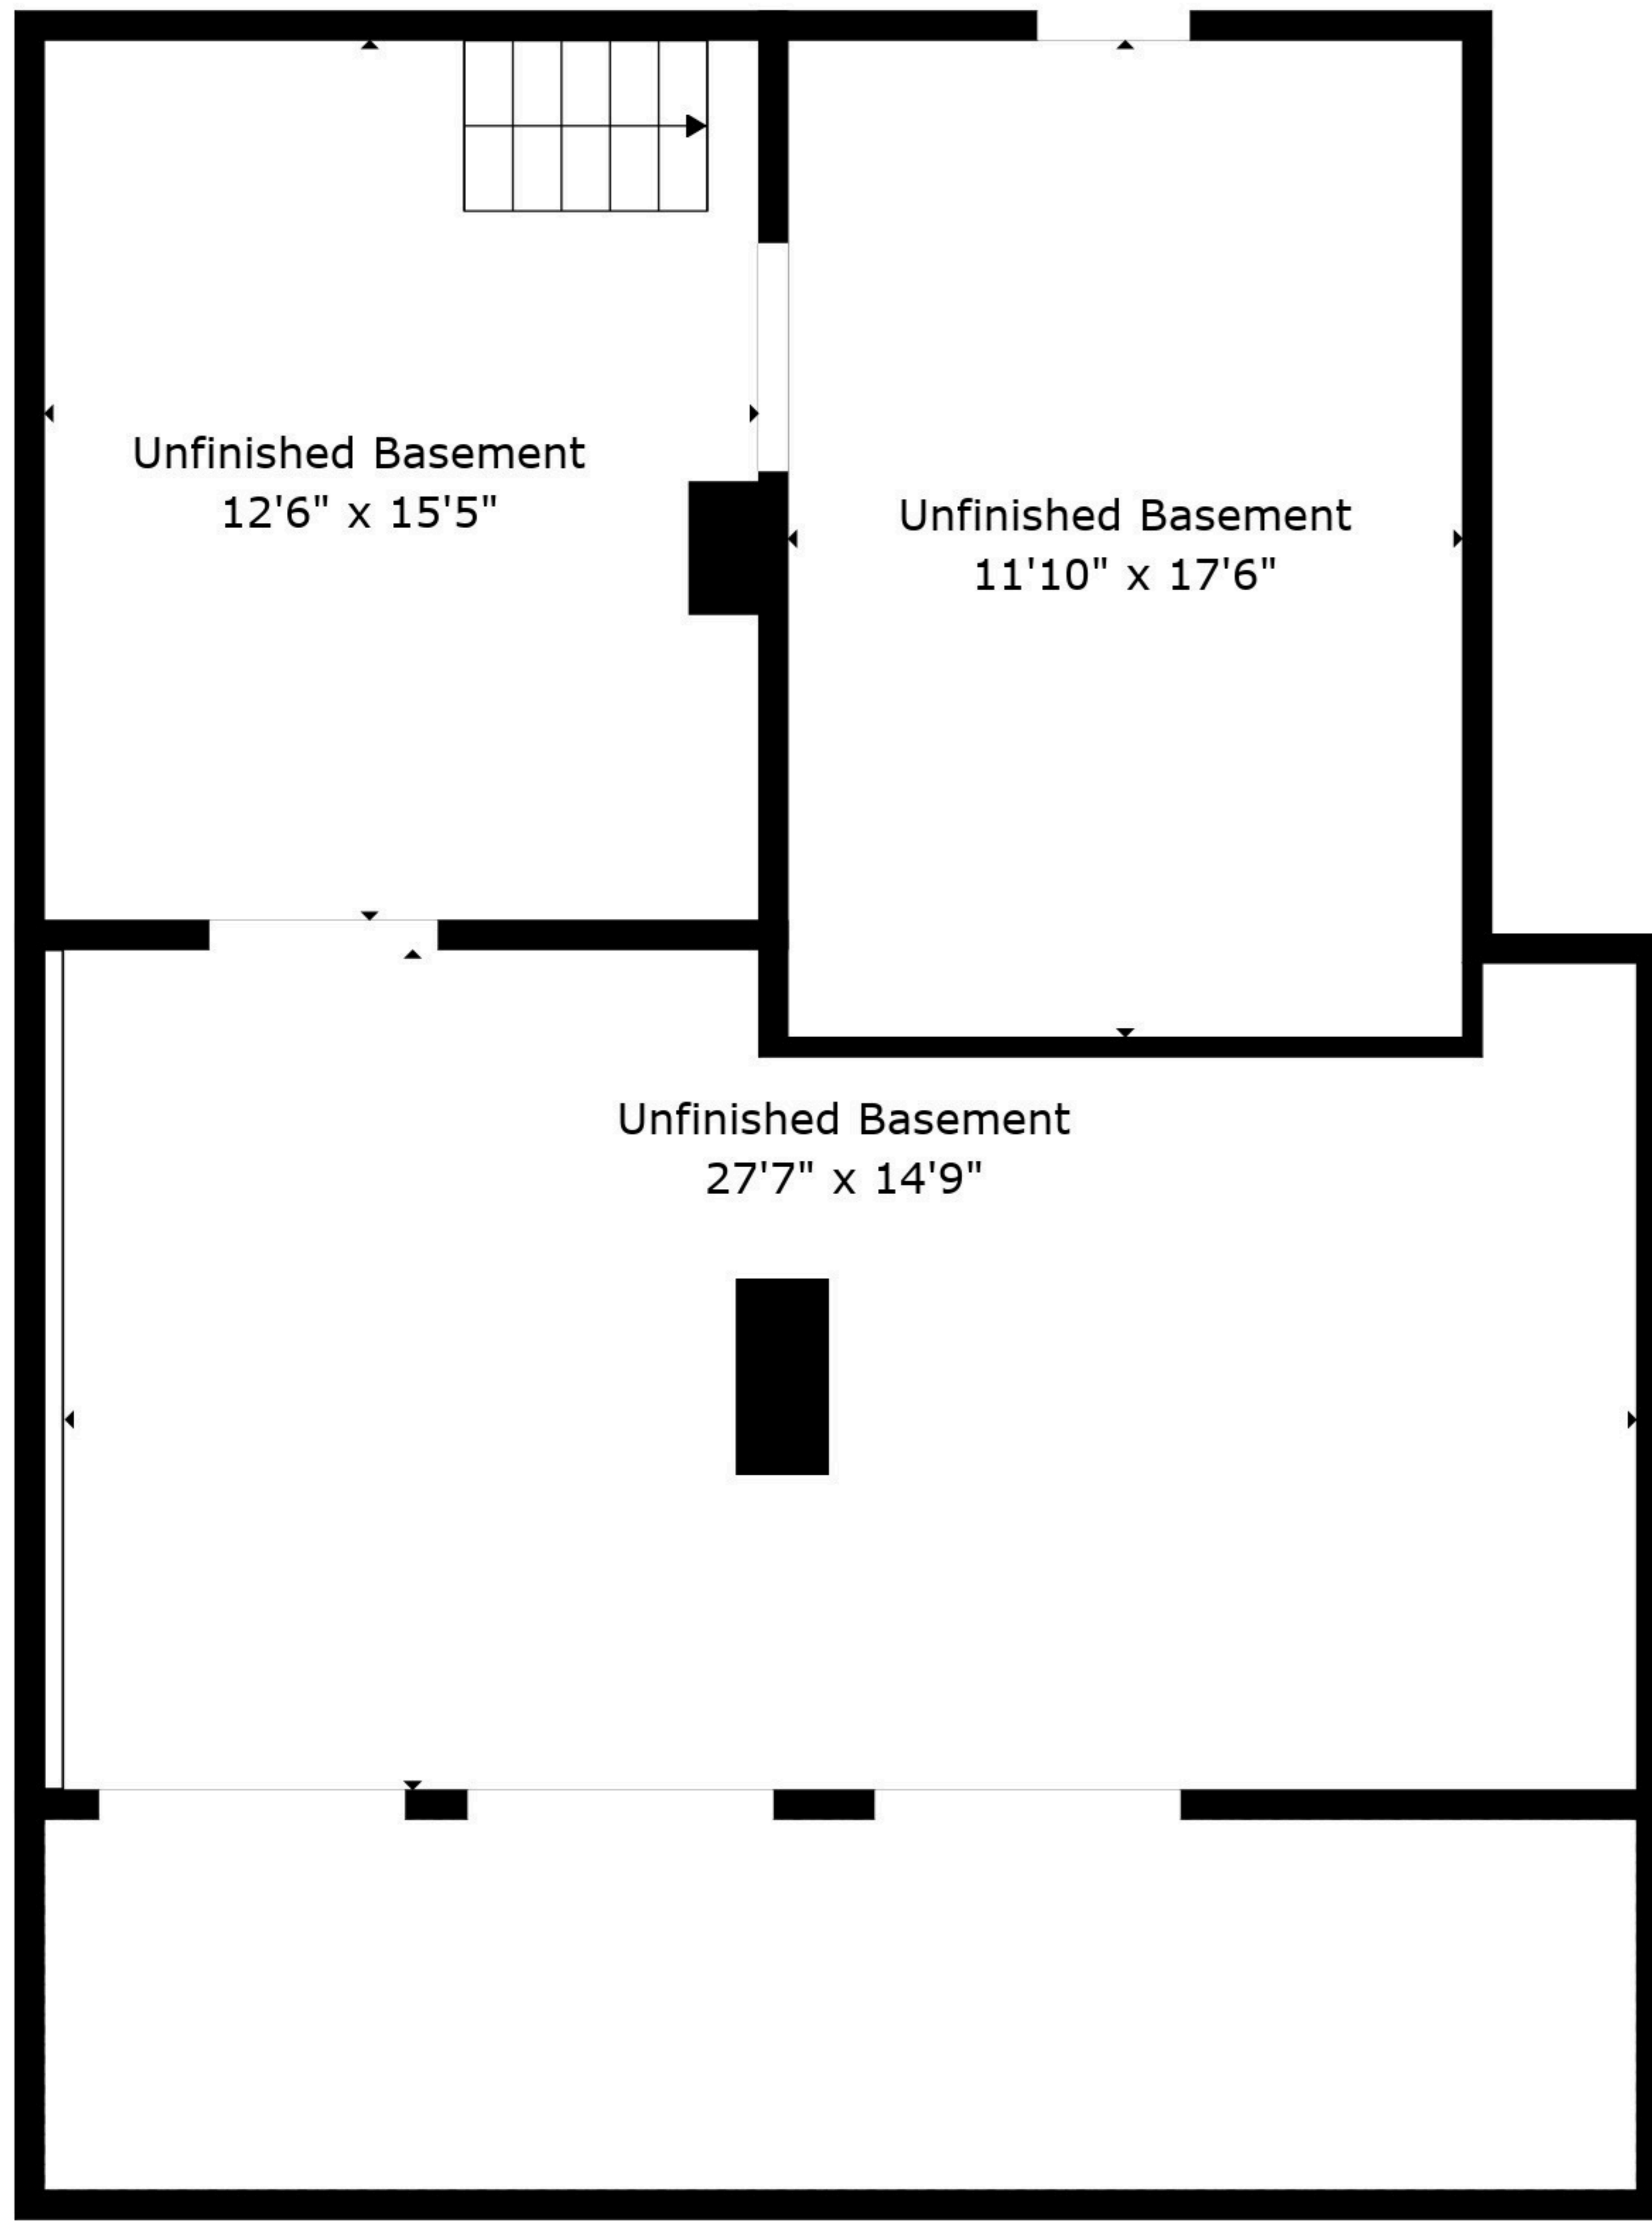 Unfinished Basement
12'6" x 15'5"
Unfinished Basement
11'10" x 17'6"
Unfinished Basement
27'7" x 14'9"